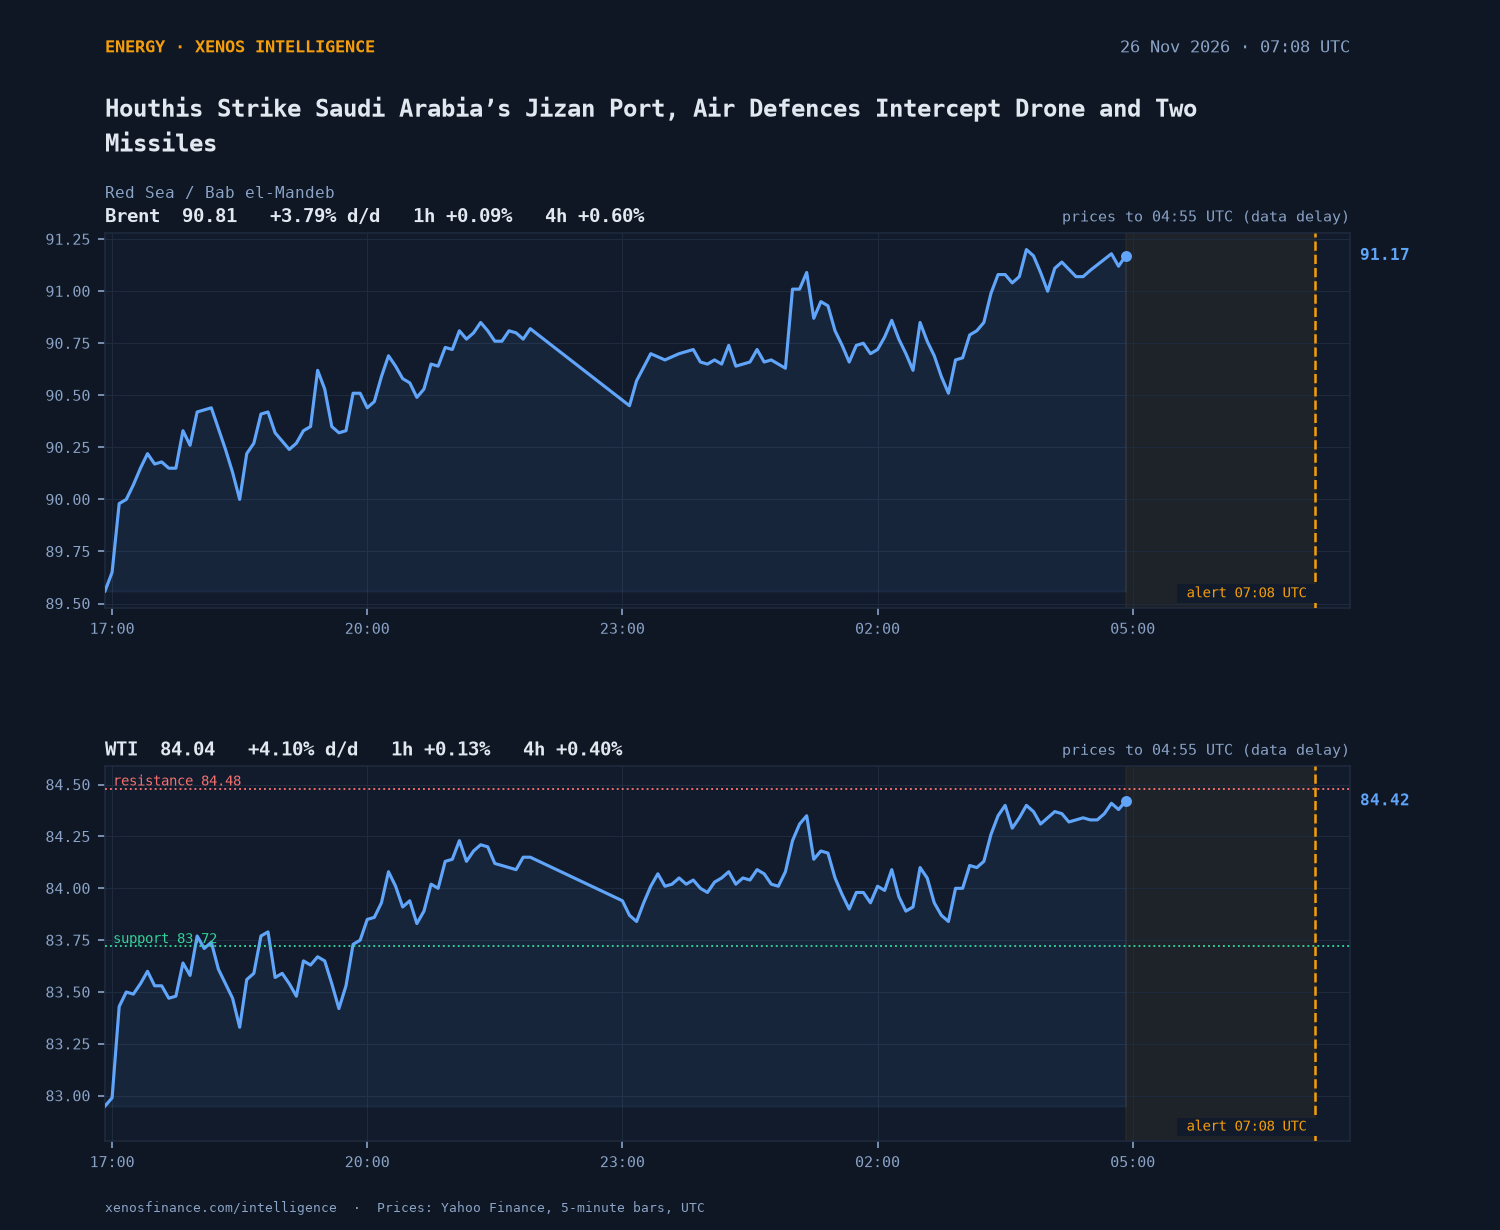 ENERGY · XENOS INTELLIGENCE
26 Nov 2026 · 07:08 UTC
Houthis Strike Saudi Arabia’s Jizan Port, Air Defences Intercept Drone and Two
Missiles
Red Sea / Bab el-Mandeb
Brent 90.81 +3.79% d/d 1h +0.09% 4h +0.60%
prices to 04:55 UTC (data delay)
91.25
91.17
91.00
90.75
90.50
90.25
90.00
89.75
89.50
alert 07:08 UTC
17:00 20:00 23:00 02:00 05:00
WTI 84.04 +4.10% d/d 1h +0.13% 4h +0.40%
prices to 04:55 UTC (data delay)
resistance 84.48
84.50
84.42
84.25
84.00
83.75
support 83.72
83.50
83.25
83.00
alert 07:08 UTC
17:00 20:00 23:00 02:00 05:00
xenosfinance.com/intelligence · Prices: Yahoo Finance, 5-minute bars, UTC